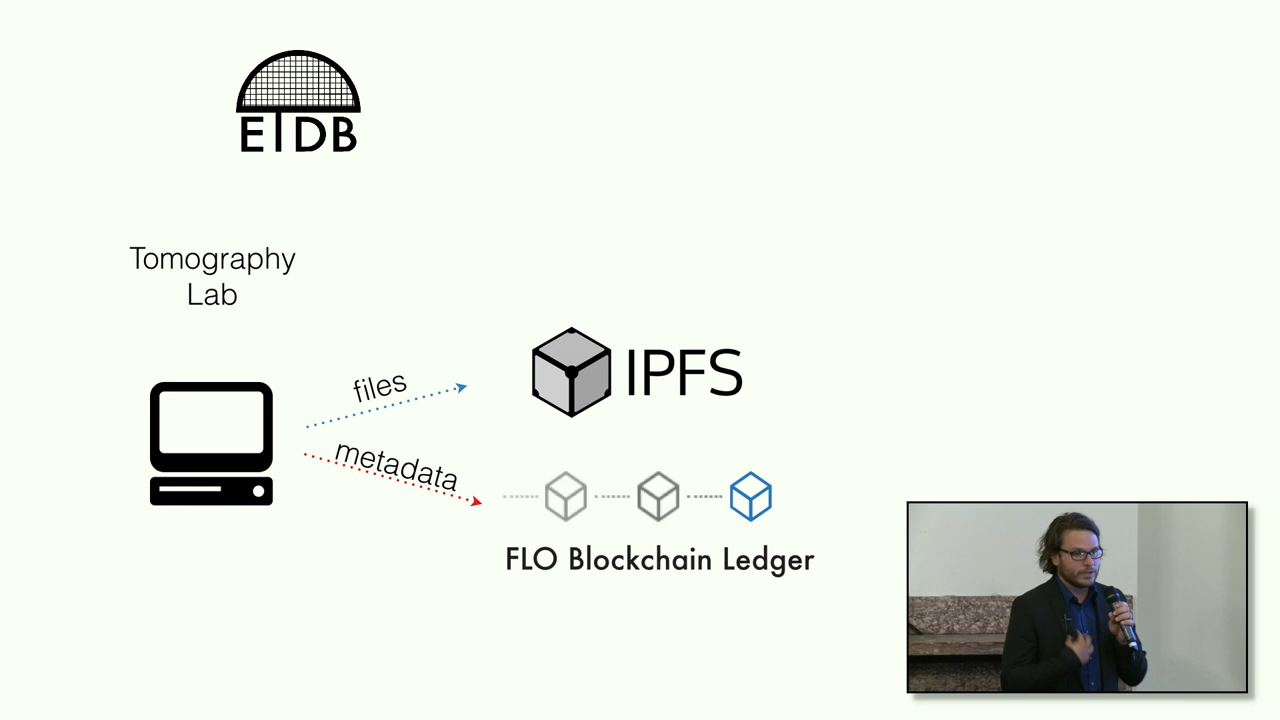 ETDB
Tomography
Lab
files
metadata
IPFS
FLO Blockchain Ledger